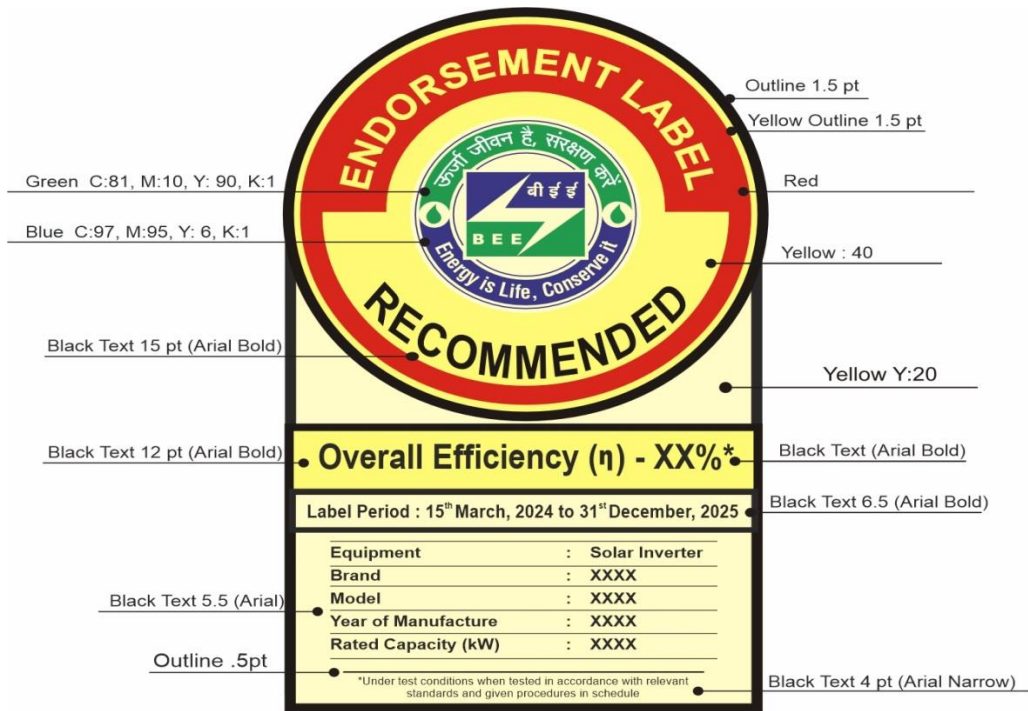 ENDORSEMENT LABEL
ऊर्जा जीवन है, संरक्षण करें
बी ई ई
BEE
Energy is Life, Conserve it
RECOMMENDED
Outline 1.5 pt
Yellow Outline 1.5 pt
Green C:81, M:10, Y: 90, K:1
Red
Blue C:97, M:95, Y: 6, K:1
Yellow : 40
Black Text 15 pt (Arial Bold)
Yellow Y:20
Black Text 12 pt (Arial Bold)
Overall Efficiency (η) - XX%*
Black Text (Arial Bold)
Label Period : 15th March, 2024 to 31st December, 2025
Black Text 6.5 (Arial Bold)
Equipment : Solar Inverter
Brand : XXXX
Model : XXXX
Black Text 5.5 (Arial)
Year of Manufacture : XXXX
Rated Capacity (kW) : XXXX
Outline .5pt
*Under test conditions when tested in accordance with relevant
standards and given procedures in schedule
Black Text 4 pt (Arial Narrow)